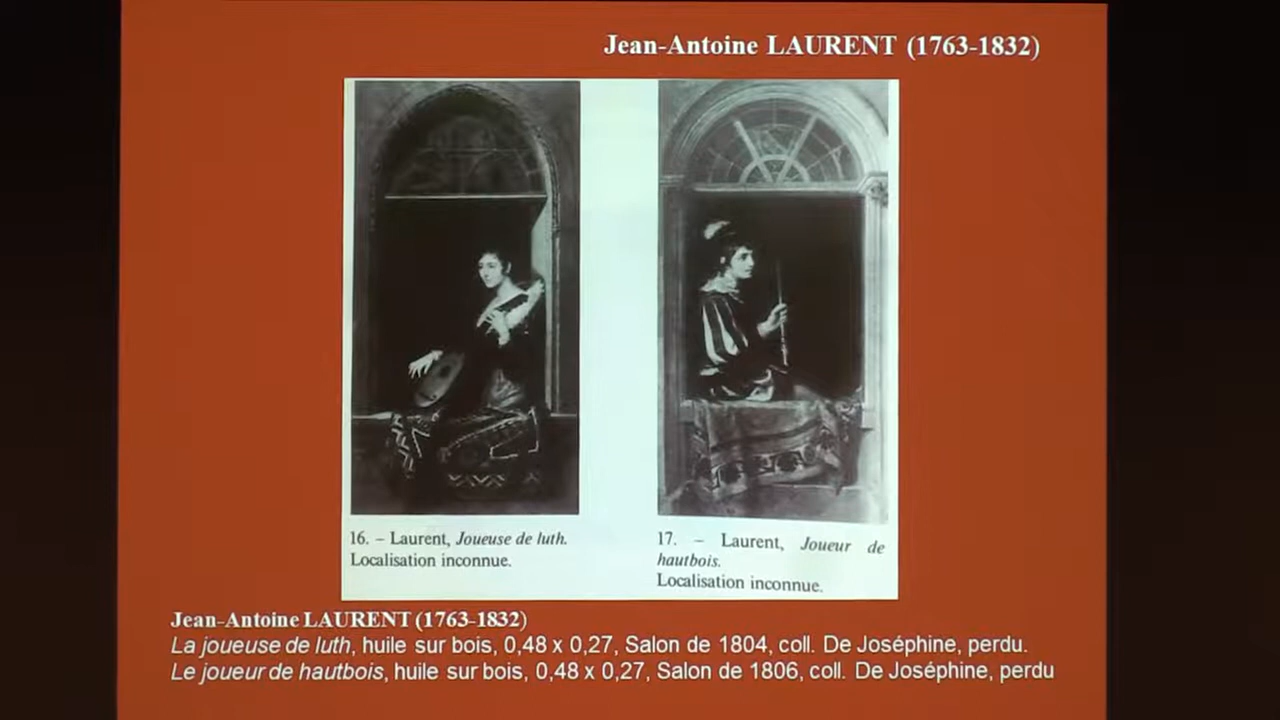 Jean-Antoine LAURENT (1763-1832)
16. – Laurent, Joueuse de luth.
Localisation inconnue.
17. – Laurent, Joueur de
hautbois.
Localisation inconnue.
Jean-Antoine LAURENT (1763-1832)
La joueuse de luth, huile sur bois, 0,48 x 0,27, Salon de 1804, coll. De Joséphine, perdu.
Le joueur de hautbois, huile sur bois, 0,48 x 0,27, Salon de 1806, coll. De Joséphine, perdu